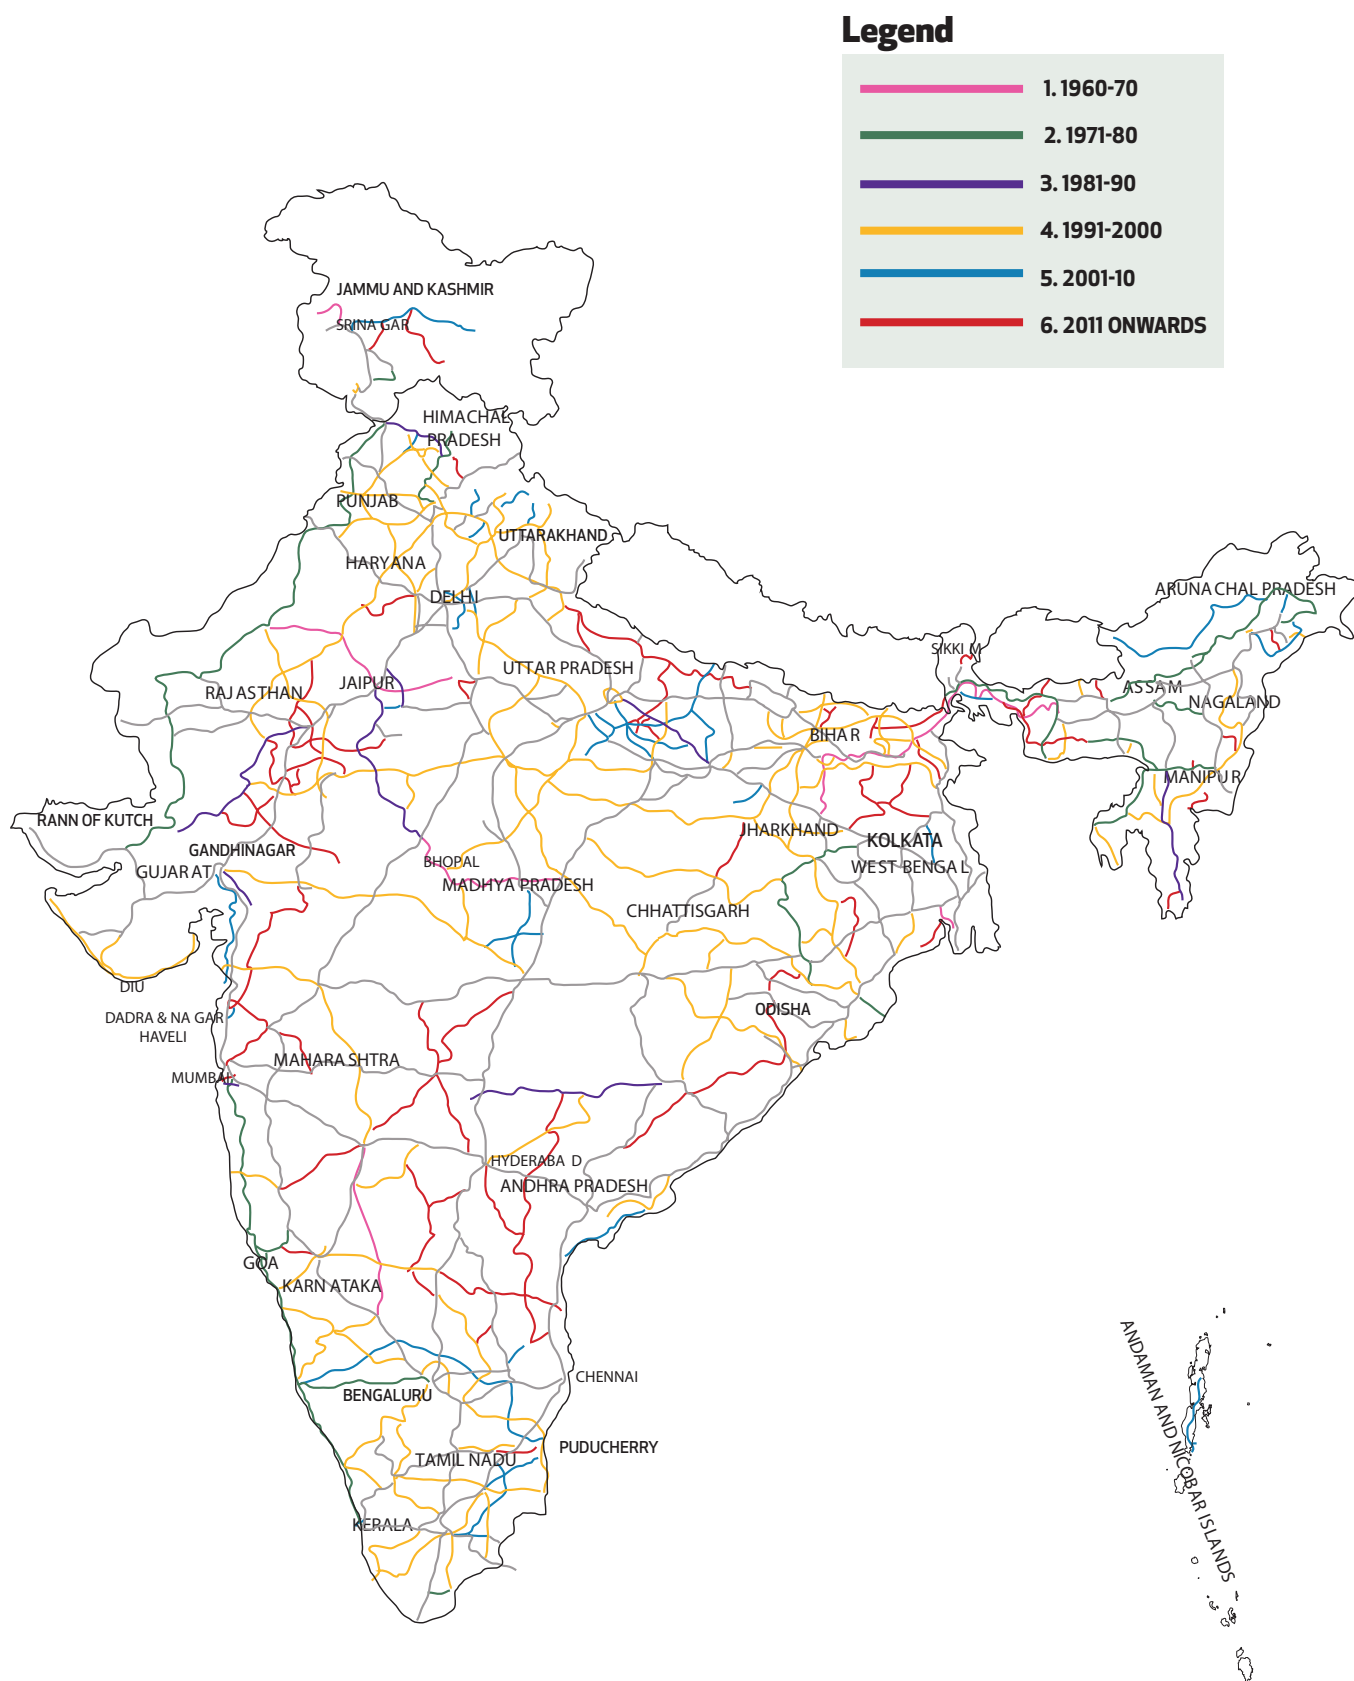 Legend
1. 1960-70
2. 1971-80
3. 1981-90
4. 1991-2000
5. 2001-10
6. 2011 ONWARDS
JAMMU AND KASHMIR
SRINA GAR
HIMACHAL
PRADESH
PUNJAB
UTTARAKHAND
HARYANA
DELHI
ARUNA CHAL PRADESH
SIKKI M
UTTAR PRADESH
JAIPUR
RAJ ASTHAN
ASSAM
NAGALAND
BIHA R
MANIPU R
RANN OF KUTCH
JHARKHAND
KOLKATA
GANDHINAGAR
BHOPAL
WEST BENGA L
GUJAR AT
MADHYA PRADESH
CHHATTISGARH
DIU
ODISHA
DADRA & NA GAR
HAVELI
MAHARA SHTRA
MUMBAI
HYDERABA D
ANDHRA PRADESH
GOA
KARN ATAKA
CHENNAI
BENGALURU
PUDUCHERRY
TAMIL NADU
KERALA
ANDAMAN AND NICOBAR ISLANDS